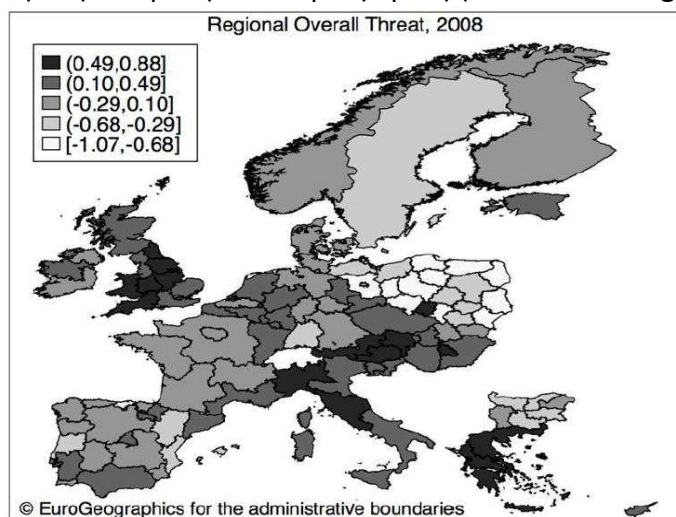 Regional Overall Threat, 2008
(0.49,0.88]
(0.10,0.49]
(-0.29,0.10]
(-0.68,-0.29]
[-1.07,-0.68]
© EuroGeographics for the administrative boundaries